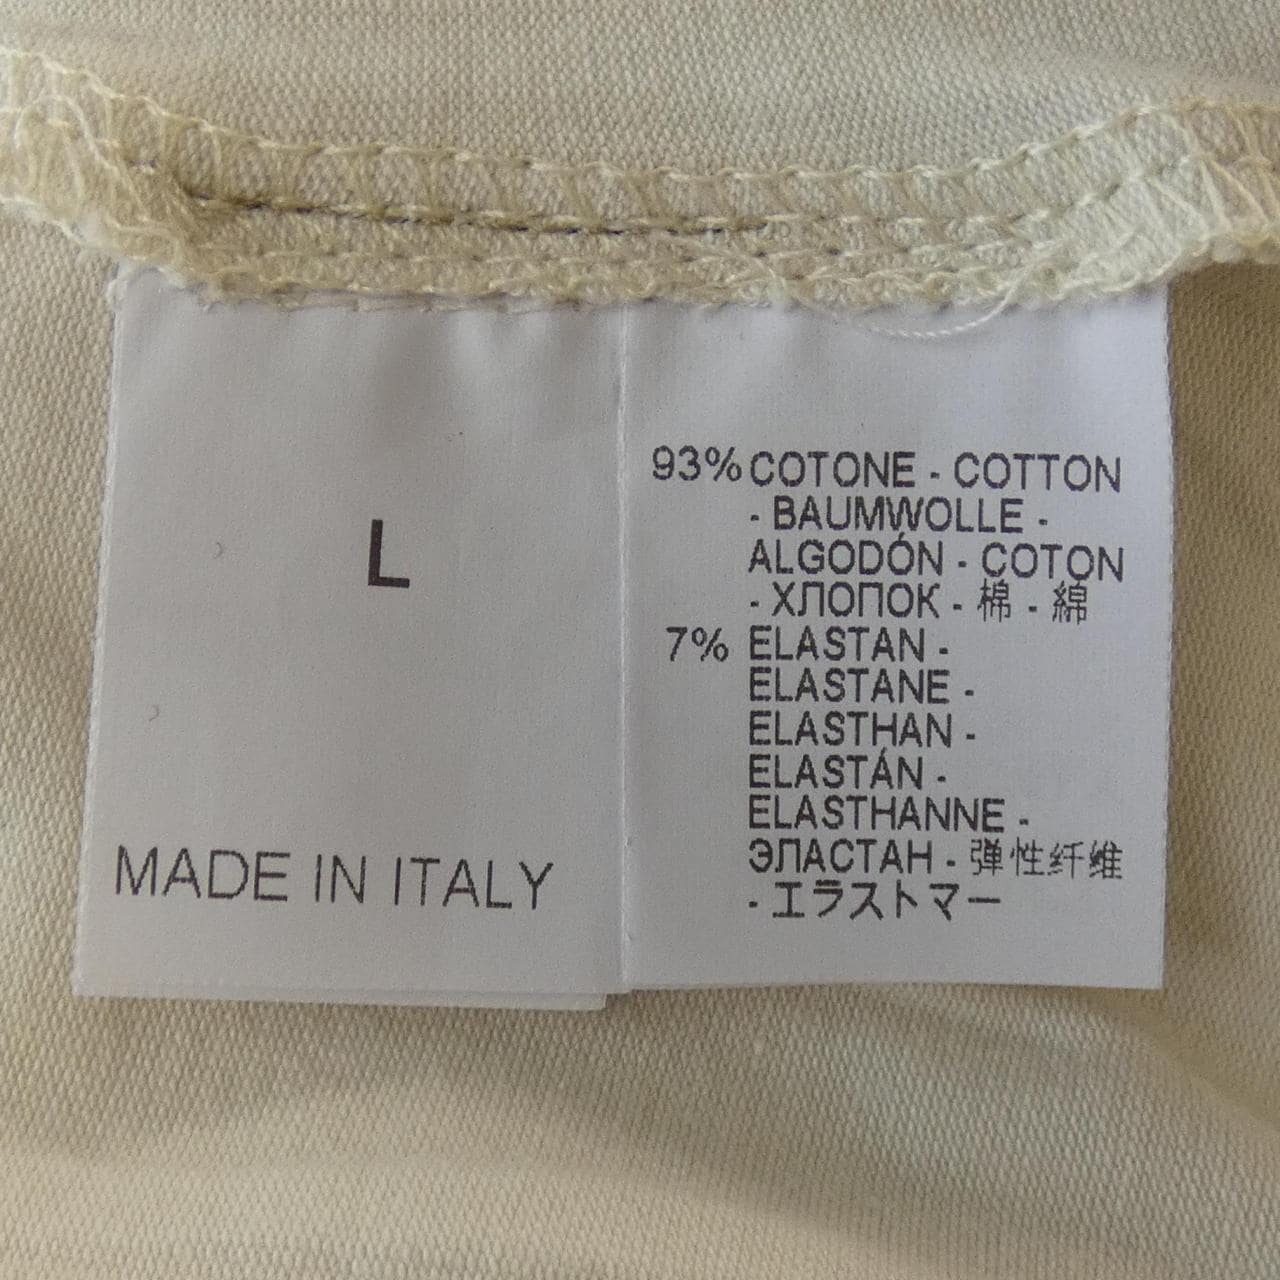 L
MADE IN ITALY
93% COTONE - COTTON
- BAUMWOLLE -
ALGODÓN - COTON
- ХЛОПОК - 棉 - 綿
7% ELASTAN -
ELASTANE -
ELASTHAN -
ELASTÁN -
ELASTHANNE -
ЭЛАСТАН - 弹性纤维
- エラストマー